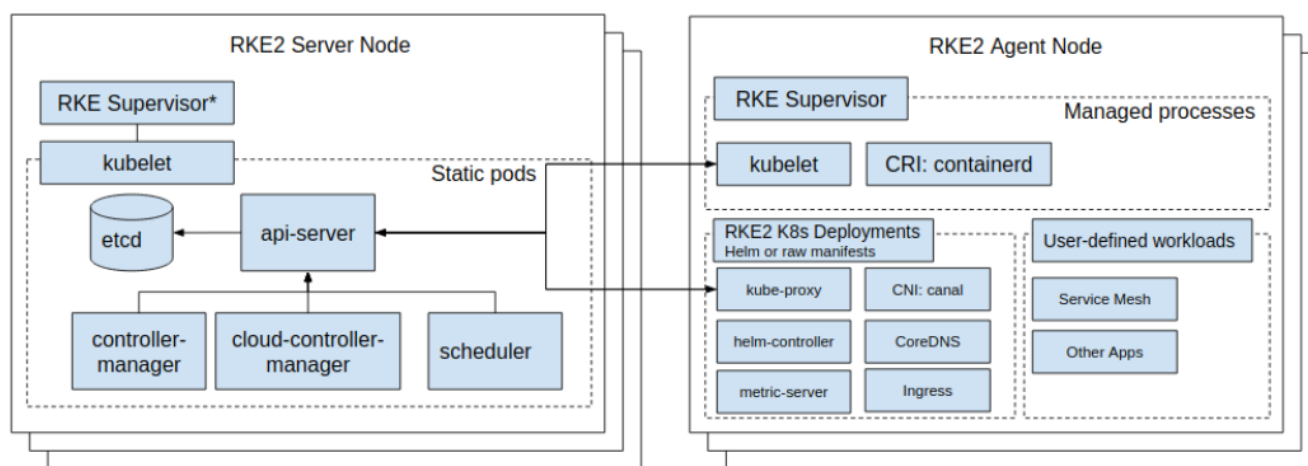 RKE2 Server Node
RKE Supervisor*
kubelet
Static pods
etcd
api-server
controller-
manager
cloud-controller-
manager
scheduler
RKE2 Agent Node
RKE Supervisor
Managed processes
kubelet
CRI: containerd
RKE2 K8s Deployments
Helm or raw manifests
kube-proxy
CNI: canal
helm-controller
CoreDNS
metric-server
Ingress
User-defined workloads
Service Mesh
Other Apps